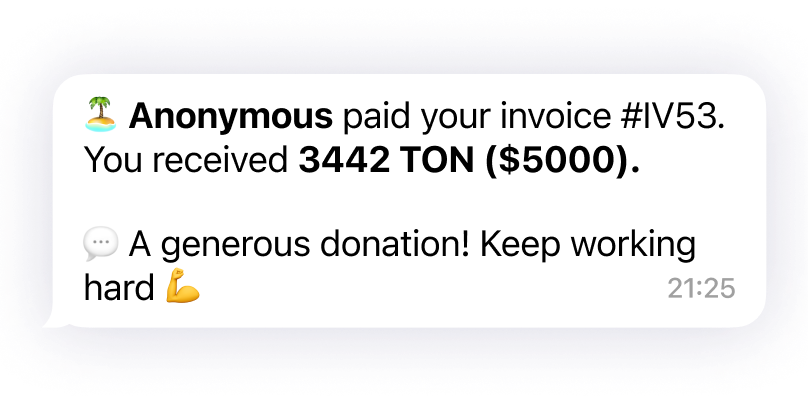 🏝 Anonymous paid your invoice #IV53.
You received 3442 TON ($5000).
💬 A generous donation! Keep working
hard 💪
21:25